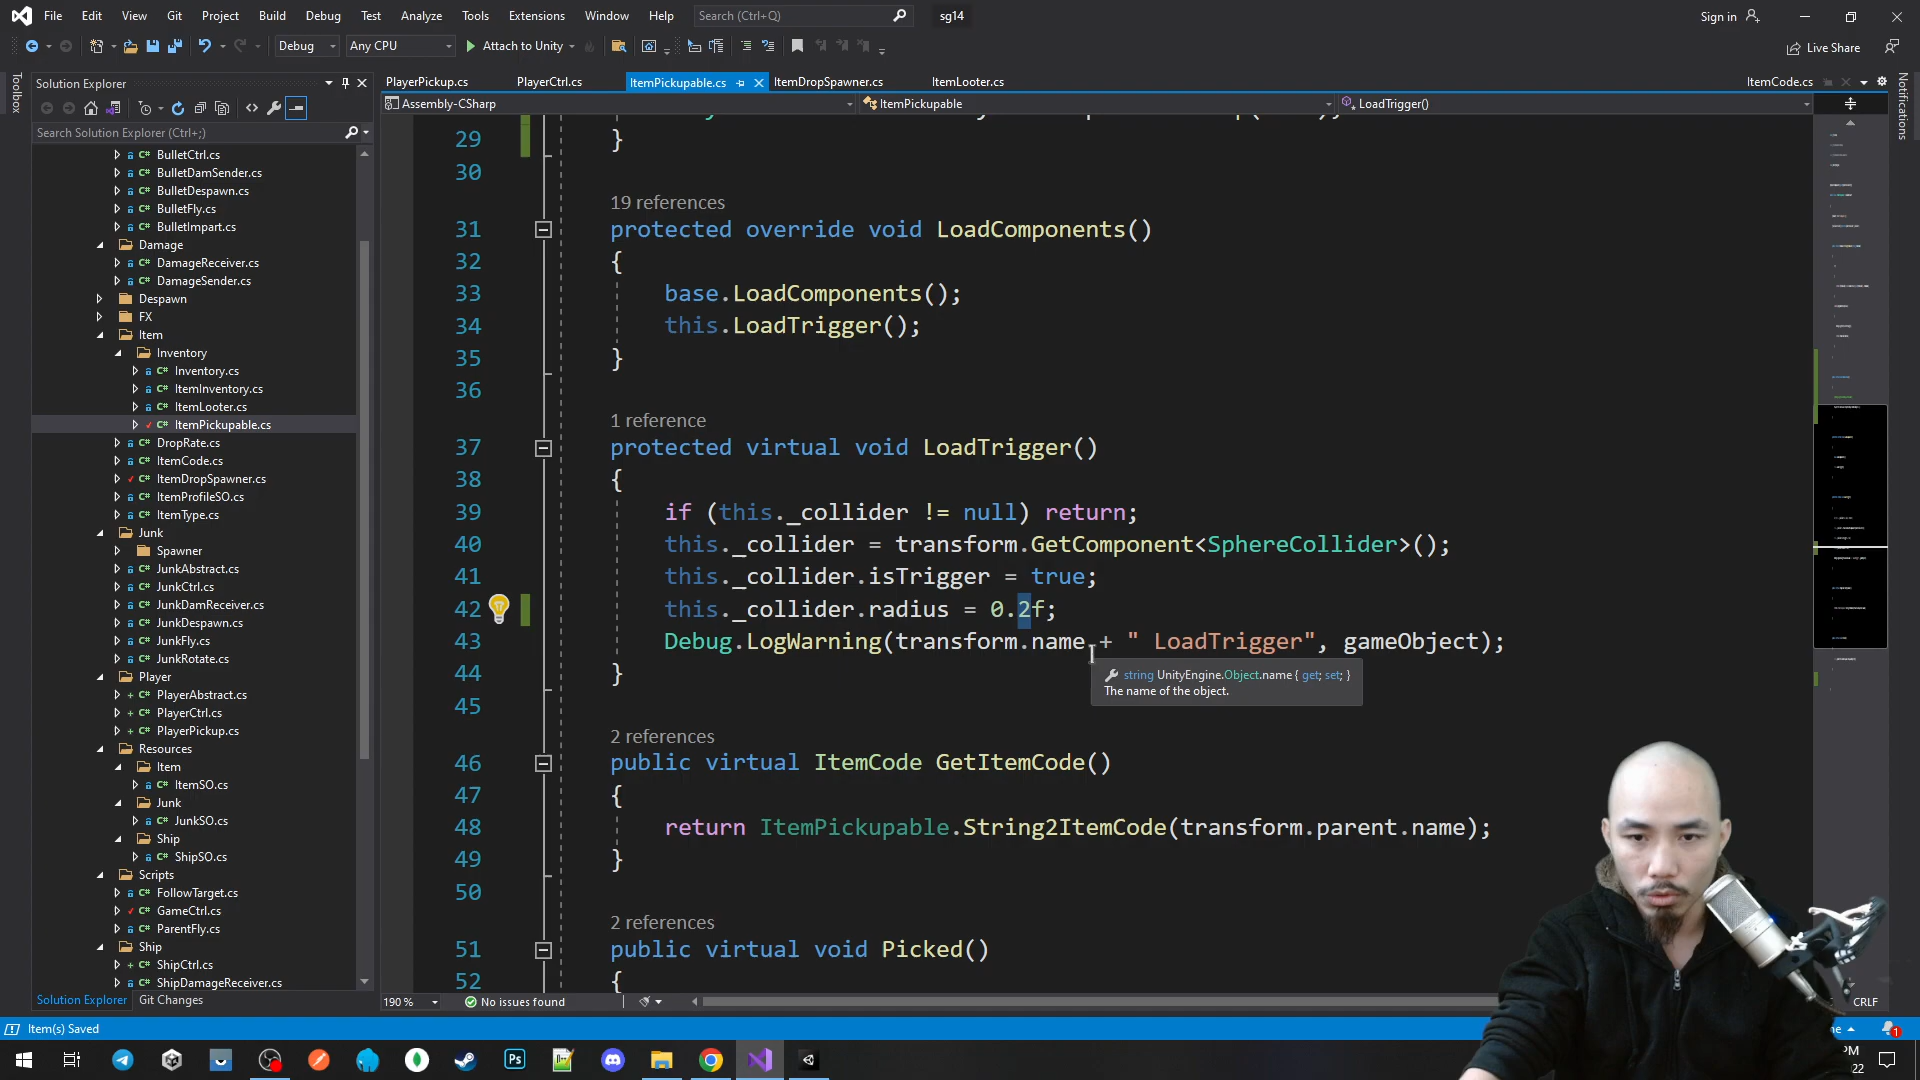 File Edit View Git Project Build Debug Test Analyze Tools Extensions Window Help Search (Ctrl+Q) sg14 Sign in
Debug Any CPU Attach to Unity Live Share
Toolbox
Solution Explorer
Search Solution Explorer (Ctrl+;)
C# BulletCtrl.cs
C# BulletDamSender.cs
C# BulletDespawn.cs
C# BulletFly.cs
C# BulletImpart.cs
Damage
C# DamageReceiver.cs
C# DamageSender.cs
Despawn
FX
Item
Inventory
C# Inventory.cs
C# ItemInventory.cs
C# ItemLooter.cs
C# ItemPickupable.cs
C# DropRate.cs
C# ItemCode.cs
C# ItemDropSpawner.cs
C# ItemProfileSO.cs
C# ItemType.cs
Junk
Spawner
C# JunkAbstract.cs
C# JunkCtrl.cs
C# JunkDamReceiver.cs
C# JunkDespawn.cs
C# JunkFly.cs
C# JunkRotate.cs
Player
C# PlayerAbstract.cs
C# PlayerCtrl.cs
C# PlayerPickup.cs
Resources
Item
C# ItemSO.cs
Junk
C# JunkSO.cs
Ship
C# ShipSO.cs
Scripts
C# FollowTarget.cs
C# GameCtrl.cs
C# ParentFly.cs
Ship
C# ShipCtrl.cs
C# ShipDamageReceiver.cs
Solution Explorer Git Changes
PlayerPickup.cs PlayerCtrl.cs ItemPickupable.cs ItemDropSpawner.cs ItemLooter.cs ItemCode.cs
Assembly-CSharp ItemPickupable LoadTrigger()
29 }
30
19 references
31 protected override void LoadComponents()
32 {
33 base.LoadComponents();
34 this.LoadTrigger();
35 }
36
1 reference
37 protected virtual void LoadTrigger()
38 {
39 if (this._collider != null) return;
40 this._collider = transform.GetComponent<SphereCollider>();
41 this._collider.isTrigger = true;
42 this._collider.radius = 0.2f;
43 Debug.LogWarning(transform.name + " LoadTrigger", gameObject);
44 }
string UnityEngine.Object.name { get; set; }
The name of the object.
45
2 references
46 public virtual ItemCode GetItemCode()
47 {
48 return ItemPickupable.String2ItemCode(transform.parent.name);
49 }
50
2 references
51 public virtual void Picked()
52 {
190 % No issues found CRLF
Notifications
Item(s) Saved
1
Ps
PM
22